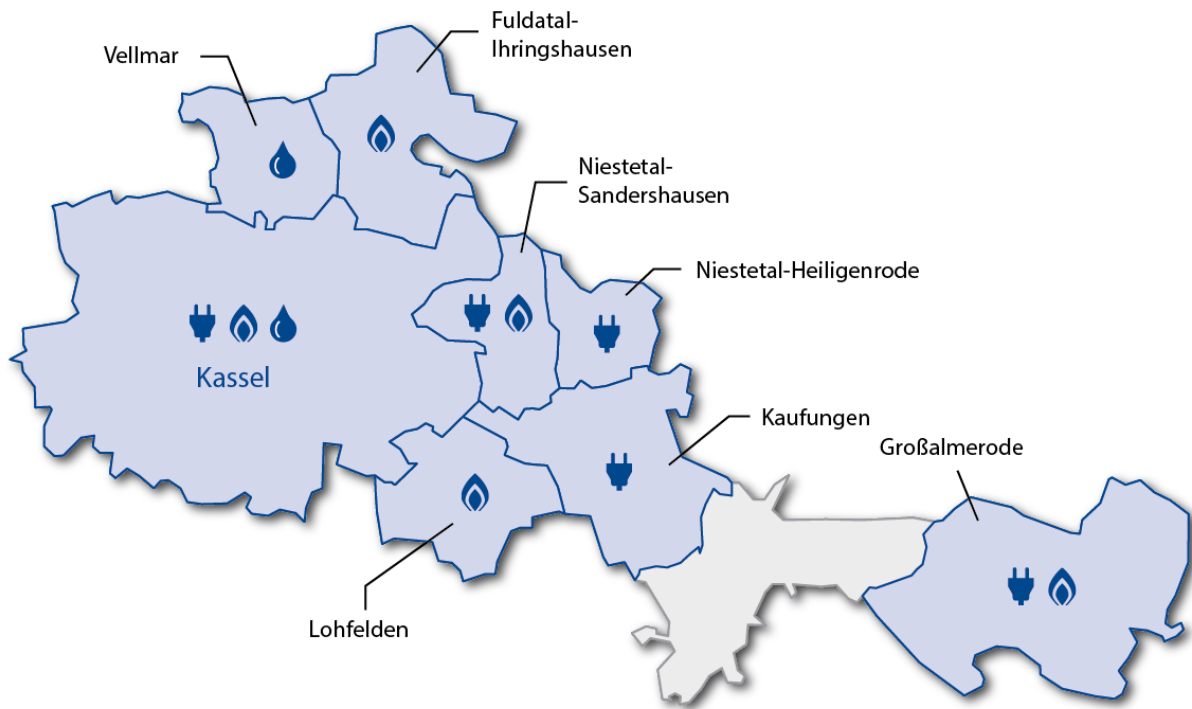 Fuldatal-
Ihringshausen
Vellmar
Niestetal-
Sandershausen
Niestetal-Heiligenrode
Kassel
Kaufungen
Großalmerode
Lohfelden